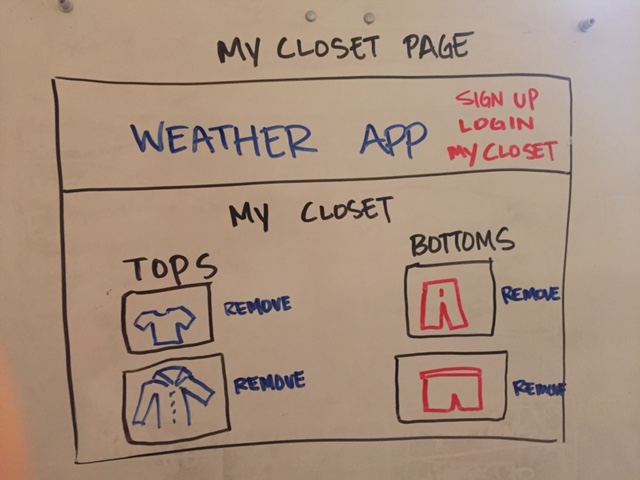 MY CLOSET PAGE
WEATHER APP
SIGN UP
LOGIN
MY CLOSET
MY CLOSET
TOPS
REMOVE
REMOVE
BOTTOMS
REMOVE
REMOVE